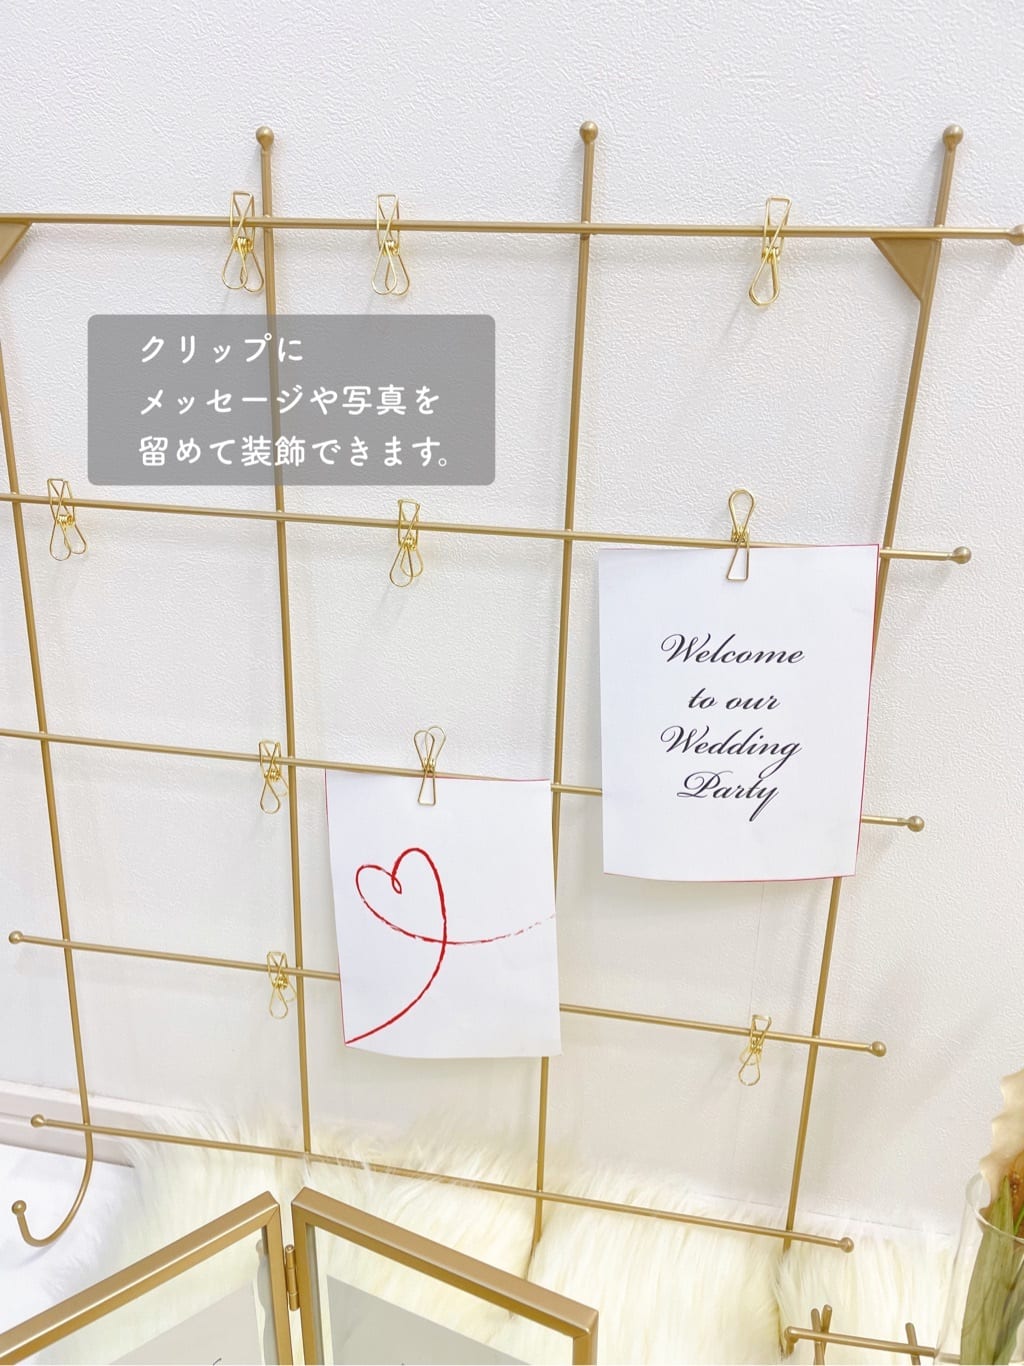 クリップに
メッセージや写真を
留めて装飾できます。
Welcome
to our
Wedding
Party